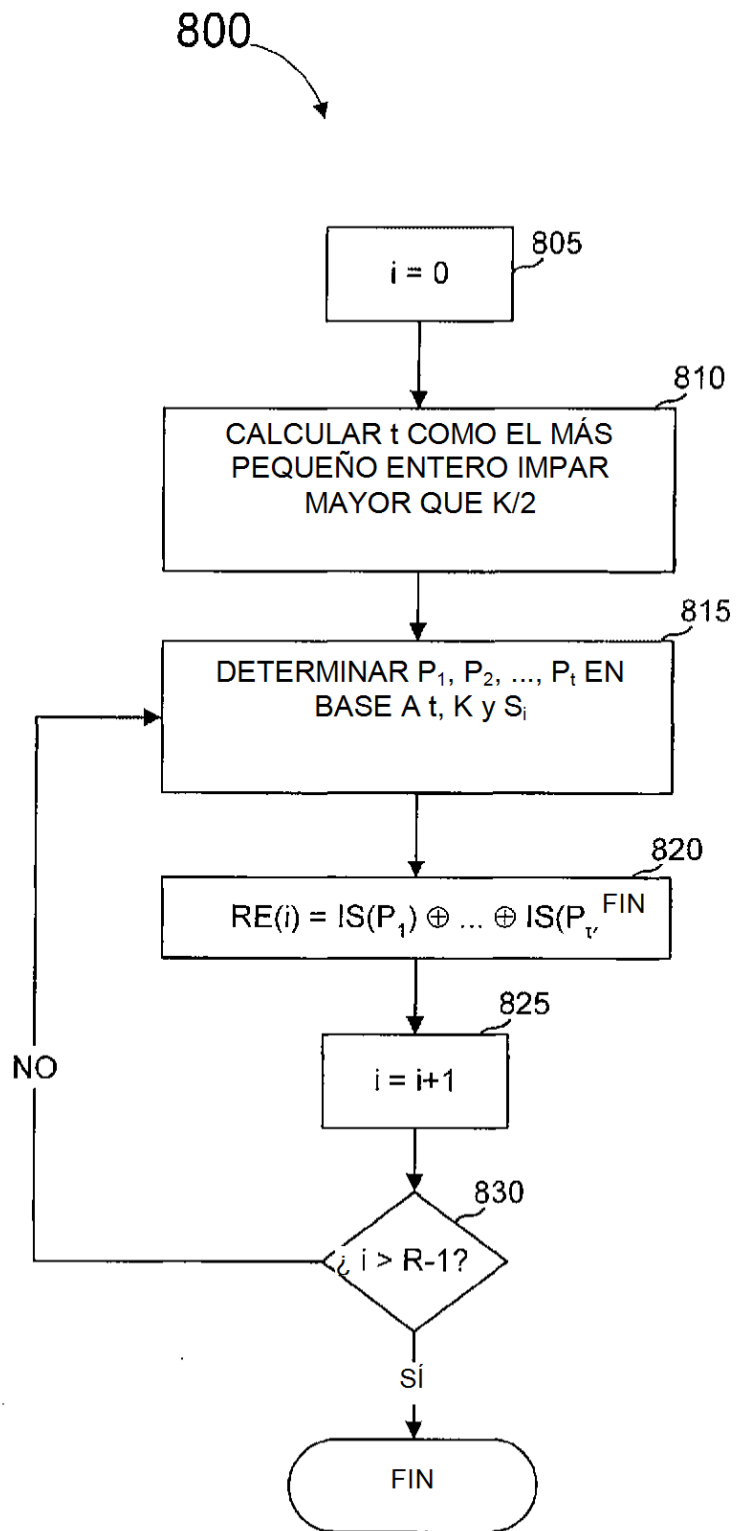 800
i = 0
805
810
CALCULAR t COMO EL MÁS
PEQUEÑO ENTERO IMPAR
MAYOR QUE K/2
815
DETERMINAR P₁, P₂, ..., Pₜ EN
BASE A t, K y Sᵢ
820
RE(i) = IS(P₁) ⊕ ... ⊕ IS(Pₜ, FIN
825
i = i+1
NO
830
¿ i > R-1?
SÍ
FIN